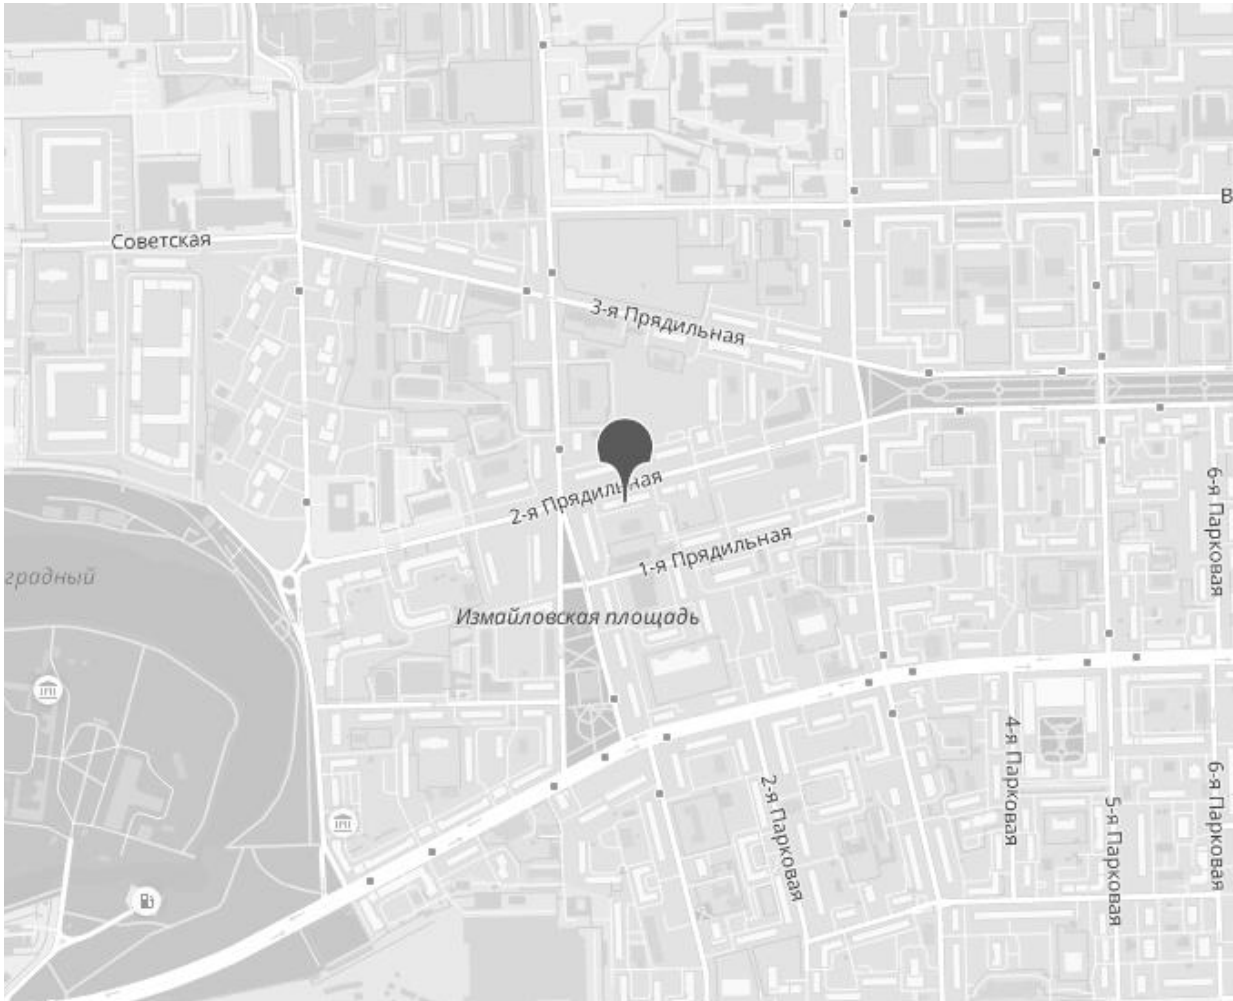 В
Советская
3-я Прядильная
2-я Прядильная
6-я Парковая
1-я Прядильная
градный
Измайловская площадь
4-я Парковая
2-я Парковая
6-я Парковая
5-я Парковая